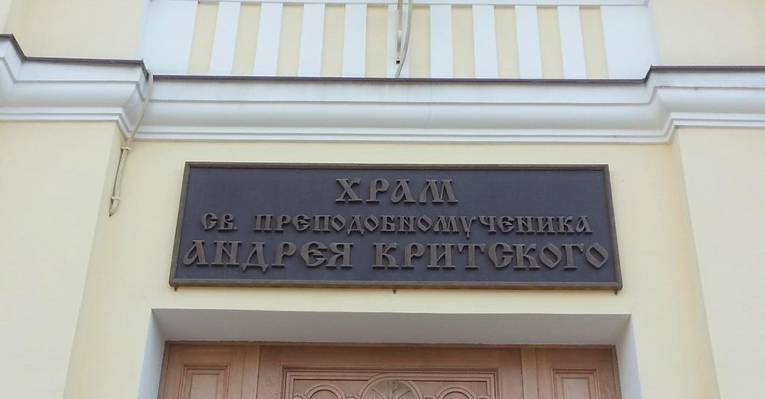 ХРАМ
СВ. ПРЕПОДОБНОМУЧЕНИКА
АНДРЕЯ КРИТСКОГО